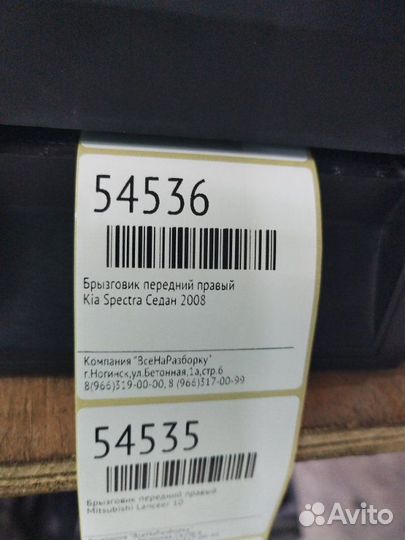 54536
Брызговик передний правый
Kia Spectra Седан 2008
Компания "ВсеНаРазборку"
г.Ногинск,ул.Бетонная,1а,стр.6
8(966)319-00-00, 8 (966)317-00-99
54535
Брызговик передний правый
Mitsubishi Lanceer 10
Avito